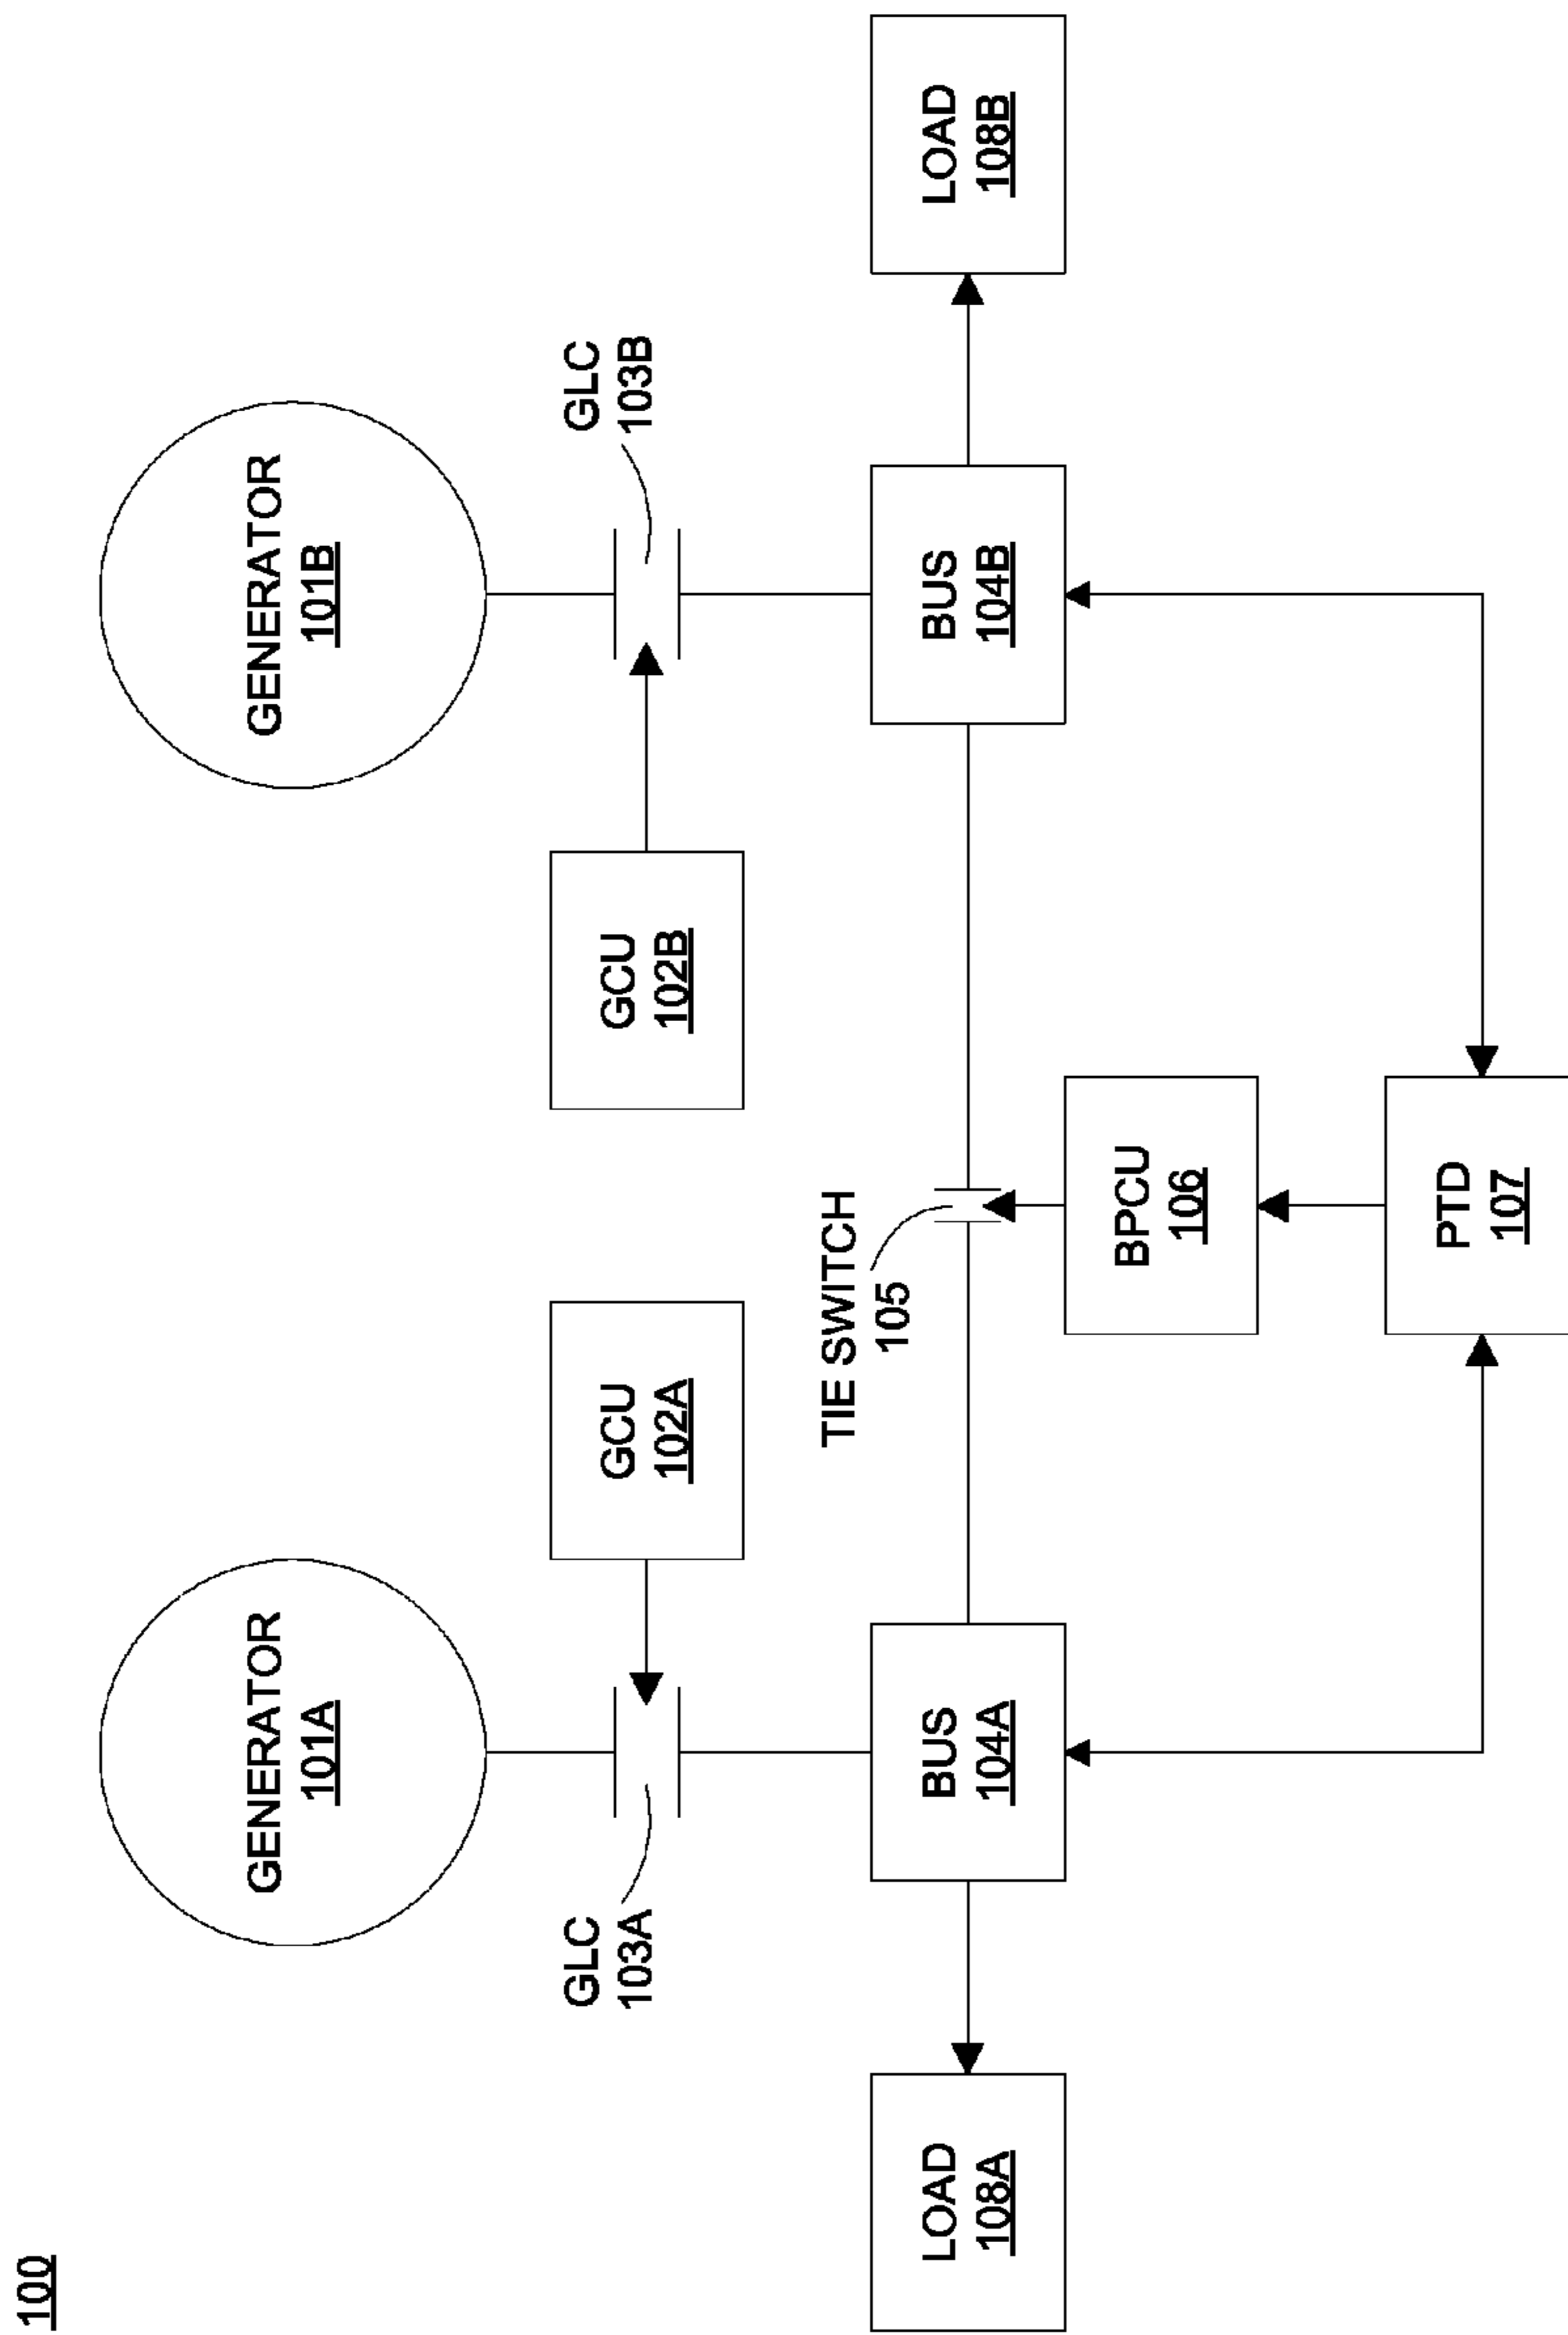 100
GENERATOR
101A
GENERATOR
101B
GLC
103A
GCU
102A
GCU
102B
GLC
103B
TIE SWITCH
105
LOAD
108A
BUS
104A
BUS
104B
LOAD
108B
BPCU
106
PTD
107